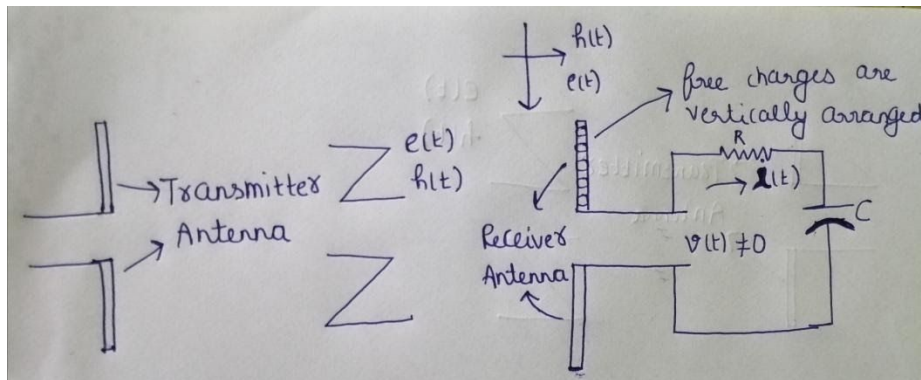 h(t)
e(t)
free charges are
vertically arranged
e(t)
h(t)
R
i(t)
C
Transmitter
Antenna
Receiver
Antenna
v(t) ≠0